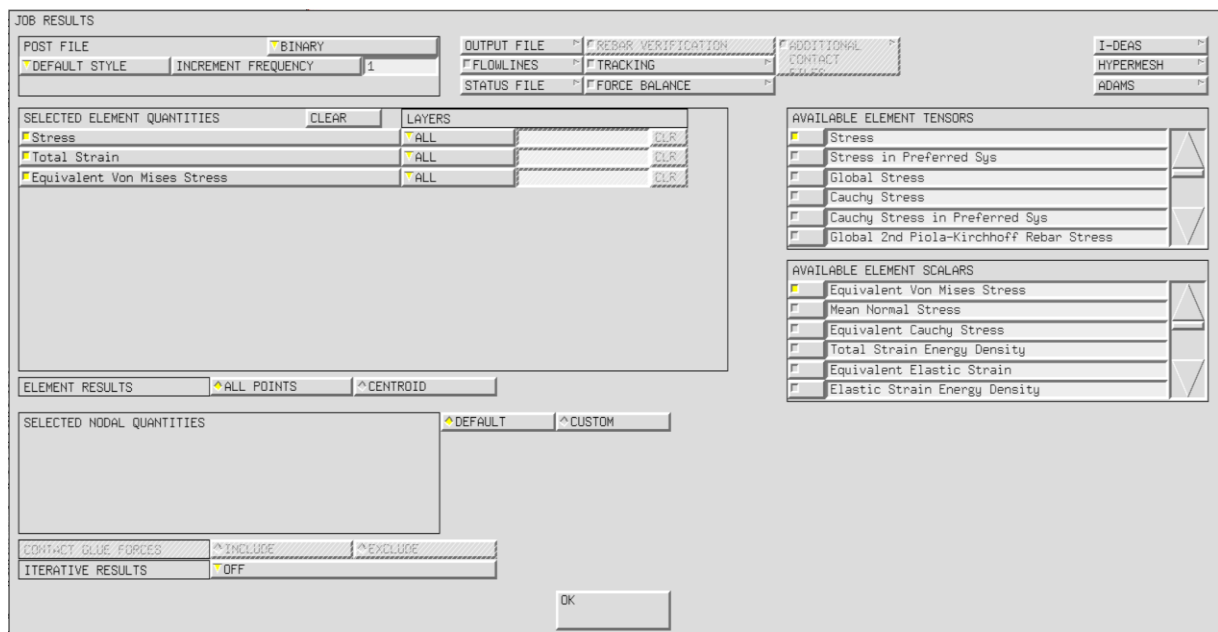 JOB RESULTS
POST FILE BINARY
DEFAULT STYLE INCREMENT FREQUENCY 1
OUTPUT FILE REBAR VERIFICATION ADDITIONAL CONTACT FILES
FLOWLINES TRACKING
STATUS FILE FORCE BALANCE
I-DEAS
HYPERMESH
ADAMS
SELECTED ELEMENT QUANTITIES CLEAR LAYERS
Stress ALL CLR
Total Strain ALL CLR
Equivalent Von Mises Stress ALL CLR
AVAILABLE ELEMENT TENSORS
Stress
Stress in Preferred Sys
Global Stress
Cauchy Stress
Cauchy Stress in Preferred Sys
Global 2nd Piola-Kirchhoff Rebar Stress
AVAILABLE ELEMENT SCALARS
Equivalent Von Mises Stress
Mean Normal Stress
Equivalent Cauchy Stress
Total Strain Energy Density
Equivalent Elastic Strain
Elastic Strain Energy Density
ELEMENT RESULTS ALL POINTS CENTROID
SELECTED NODAL QUANTITIES DEFAULT CUSTOM
CONTACT GLUE FORCES INCLUDE EXCLUDE
ITERATIVE RESULTS OFF
OK